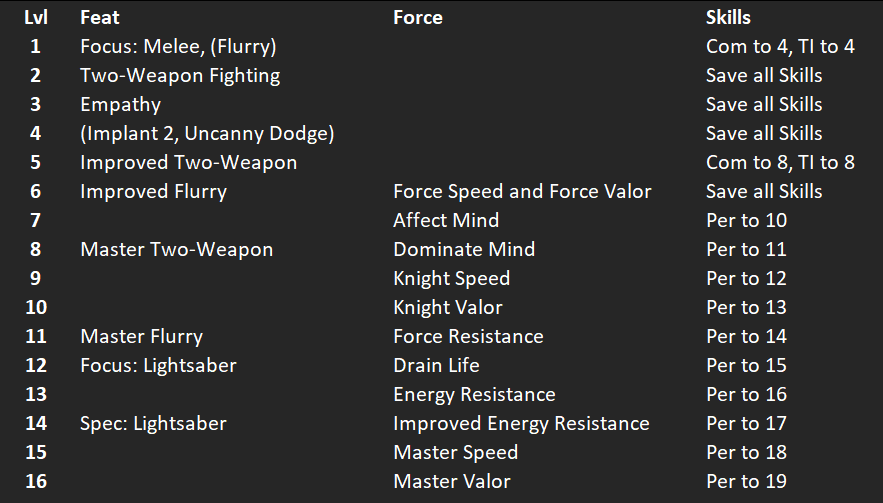 Lvl Feat Force Skills
1 Focus: Melee, (Flurry) Com to 4, TI to 4
2 Two-Weapon Fighting Save all Skills
3 Empathy Save all Skills
4 (Implant 2, Uncanny Dodge) Save all Skills
5 Improved Two-Weapon Com to 8, TI to 8
6 Improved Flurry Force Speed and Force Valor Save all Skills
7 Affect Mind Per to 10
8 Master Two-Weapon Dominate Mind Per to 11
9 Knight Speed Per to 12
10 Knight Valor Per to 13
11 Master Flurry Force Resistance Per to 14
12 Focus: Lightsaber Drain Life Per to 15
13 Energy Resistance Per to 16
14 Spec: Lightsaber Improved Energy Resistance Per to 17
15 Master Speed Per to 18
16 Master Valor Per to 19